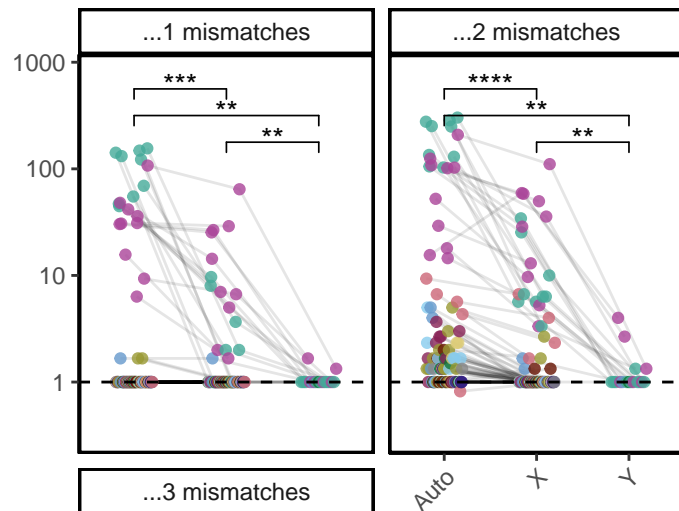 ...1 mismatches
...2 mismatches
1000
100
10
1
***
**
**
****
**
**
...3 mismatches
Auto
X
Y